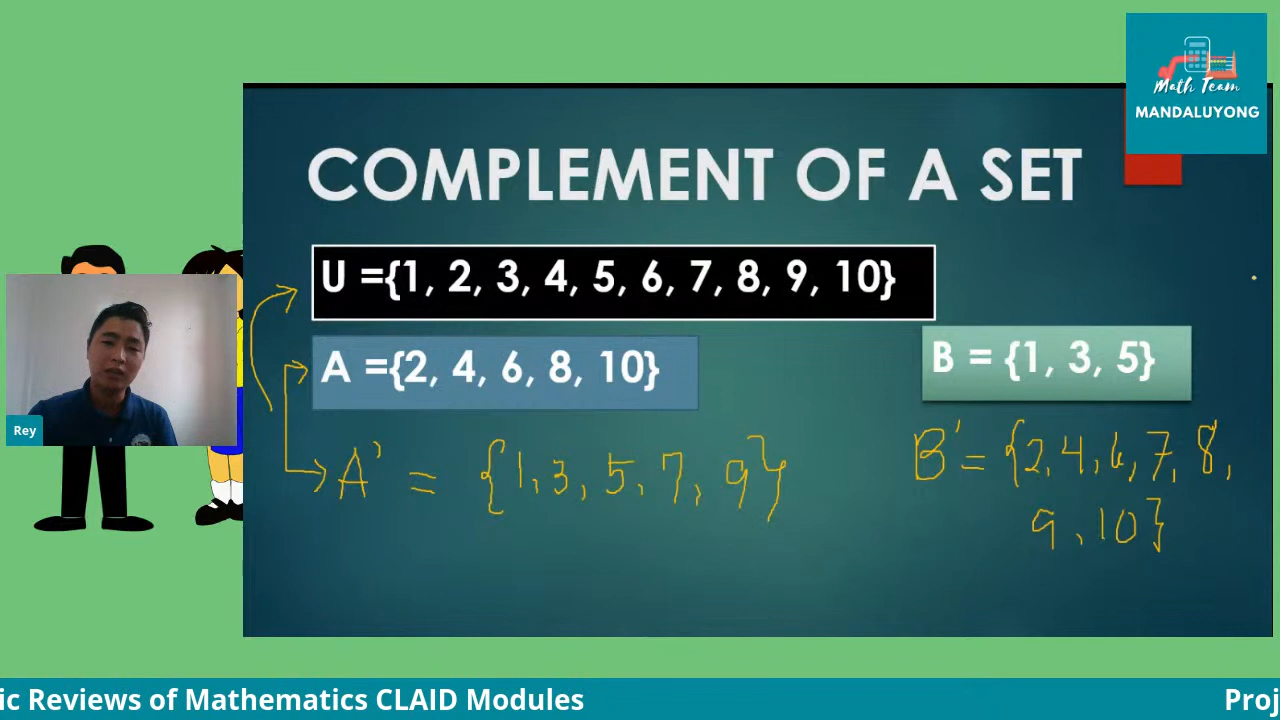 Math Team
MANDALUYONG
COMPLEMENT OF A SET
U ={1, 2, 3, 4, 5, 6, 7, 8, 9, 10}
A ={2, 4, 6, 8, 10}
B = {1, 3, 5}
A' = {1, 3, 5, 7, 9}
B' = {2, 4, 6, 7, 8,
9, 10}
Rey
ic Reviews of Mathematics CLAID Modules
Proj